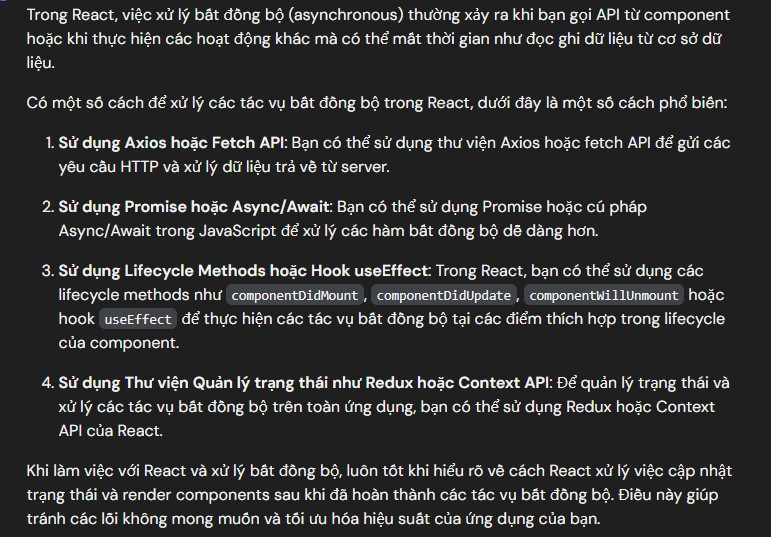 Trong React, việc xử lý bất đồng bộ (asynchronous) thường xảy ra khi bạn gọi API từ component
hoặc khi thực hiện các hoạt động khác mà có thể mất thời gian như đọc ghi dữ liệu từ cơ sở dữ
liệu.
Có một số cách để xử lý các tác vụ bất đồng bộ trong React, dưới đây là một số cách phổ biến:
1. Sử dụng Axios hoặc Fetch API: Bạn có thể sử dụng thư viện Axios hoặc fetch API để gửi các
yêu cầu HTTP và xử lý dữ liệu trả về từ server.
2. Sử dụng Promise hoặc Async/Await: Bạn có thể sử dụng Promise hoặc cú pháp
Async/Await trong JavaScript để xử lý các hàm bất đồng bộ dễ dàng hơn.
3. Sử dụng Lifecycle Methods hoặc Hook useEffect: Trong React, bạn có thể sử dụng các
lifecycle methods như componentDidMount, componentDidUpdate, componentWillUnmount hoặc
hook useEffect để thực hiện các tác vụ bất đồng bộ tại các điểm thích hợp trong lifecycle
của component.
4. Sử dụng Thư viện Quản lý trạng thái như Redux hoặc Context API: Để quản lý trạng thái và
xử lý các tác vụ bất đồng bộ trên toàn ứng dụng, bạn có thể sử dụng Redux hoặc Context
API của React.
Khi làm việc với React và xử lý bất đồng bộ, luôn tốt khi hiểu rõ về cách React xử lý việc cập nhật
trạng thái và render components sau khi đã hoàn thành các tác vụ bất đồng bộ. Điều này giúp
tránh các lỗi không mong muốn và tối ưu hóa hiệu suất của ứng dụng của bạn.